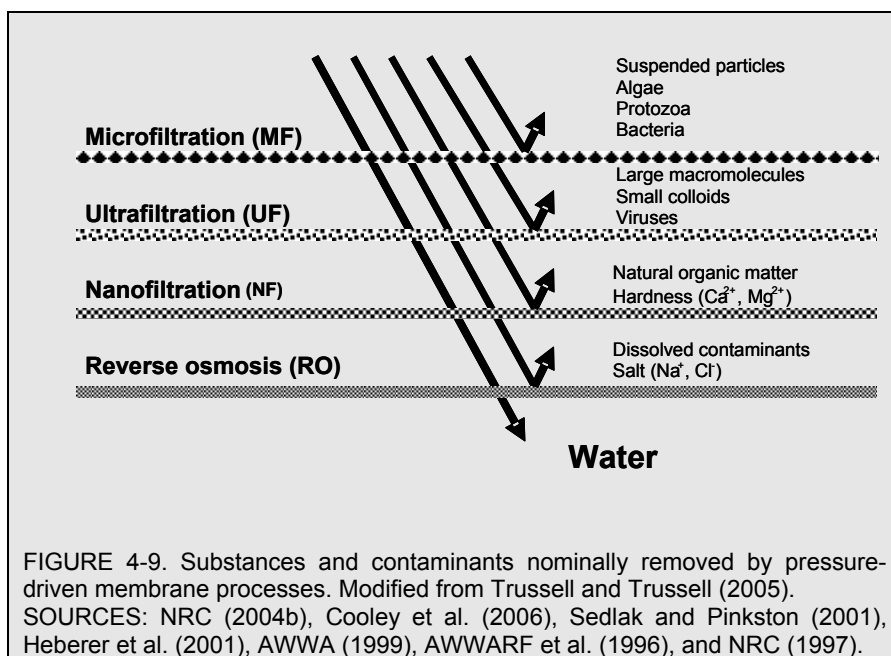 Suspended particles
Algae
Protozoa
Bacteria
Microfiltration (MF)
Large macromolecules
Small colloids
Viruses
Ultrafiltration (UF)
Natural organic matter
Hardness (Ca²⁺, Mg²⁺)
Nanofiltration (NF)
Dissolved contaminants
Salt (Na⁺, Cl⁻)
Reverse osmosis (RO)
Water
FIGURE 4-9. Substances and contaminants nominally removed by pressure-
driven membrane processes. Modified from Trussell and Trussell (2005).
SOURCES: NRC (2004b), Cooley et al. (2006), Sedlak and Pinkston (2001),
Heberer et al. (2001), AWWA (1999), AWWARF et al. (1996), and NRC (1997).